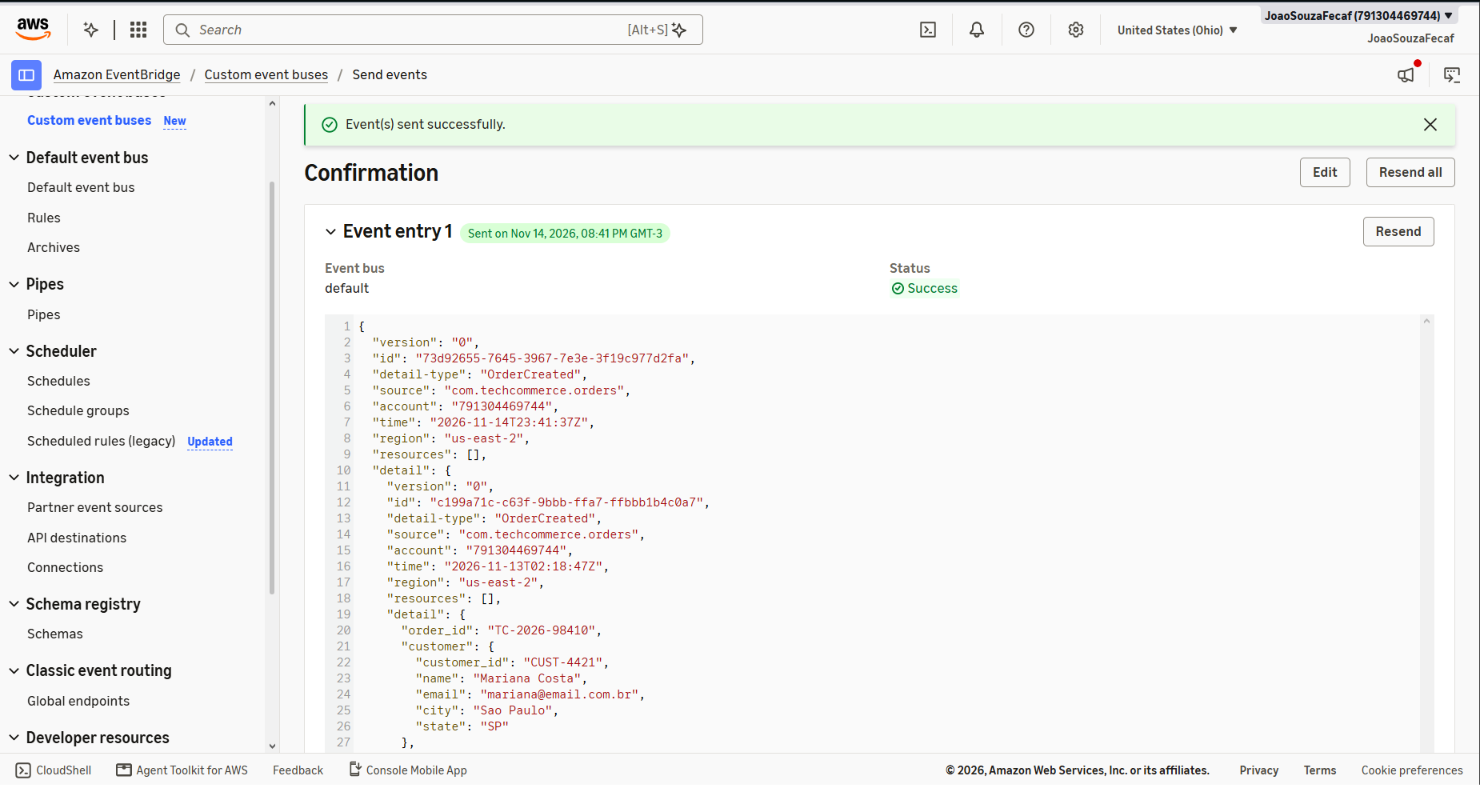 aws
Search [Alt+S]
United States (Ohio)
JoaoSouzaFecaf (791304469744)
JoaoSouzaFecaf
Amazon EventBridge / Custom event buses / Send events
Custom event buses
Custom event buses New
Default event bus
Default event bus
Rules
Archives
Pipes
Pipes
Scheduler
Schedules
Schedule groups
Scheduled rules (legacy) Updated
Integration
Partner event sources
API destinations
Connections
Schema registry
Schemas
Classic event routing
Global endpoints
Developer resources
Event(s) sent successfully.
Confirmation
Edit
Resend all
Event entry 1 Sent on Nov 14, 2026, 08:41 PM GMT-3
Resend
Event bus
default
Status
Success
1 {
2 "version": "0",
3 "id": "73d92655-7645-3967-7e3e-3f19c977d2fa",
4 "detail-type": "OrderCreated",
5 "source": "com.techcommerce.orders",
6 "account": "791304469744",
7 "time": "2026-11-14T23:41:37Z",
8 "region": "us-east-2",
9 "resources": [],
10 "detail": {
11 "version": "0",
12 "id": "c199a71c-c63f-9bbb-ffa7-ffbbb1b4c0a7",
13 "detail-type": "OrderCreated",
14 "source": "com.techcommerce.orders",
15 "account": "791304469744",
16 "time": "2026-11-13T02:18:47Z",
17 "region": "us-east-2",
18 "resources": [],
19 "detail": {
20 "order_id": "TC-2026-98410",
21 "customer": {
22 "customer_id": "CUST-4421",
23 "name": "Mariana Costa",
24 "email": "mariana@email.com.br",
25 "city": "Sao Paulo",
26 "state": "SP"
27 },
CloudShell
Agent Toolkit for AWS
Feedback
Console Mobile App
© 2026, Amazon Web Services, Inc. or its affiliates.
Privacy
Terms
Cookie preferences